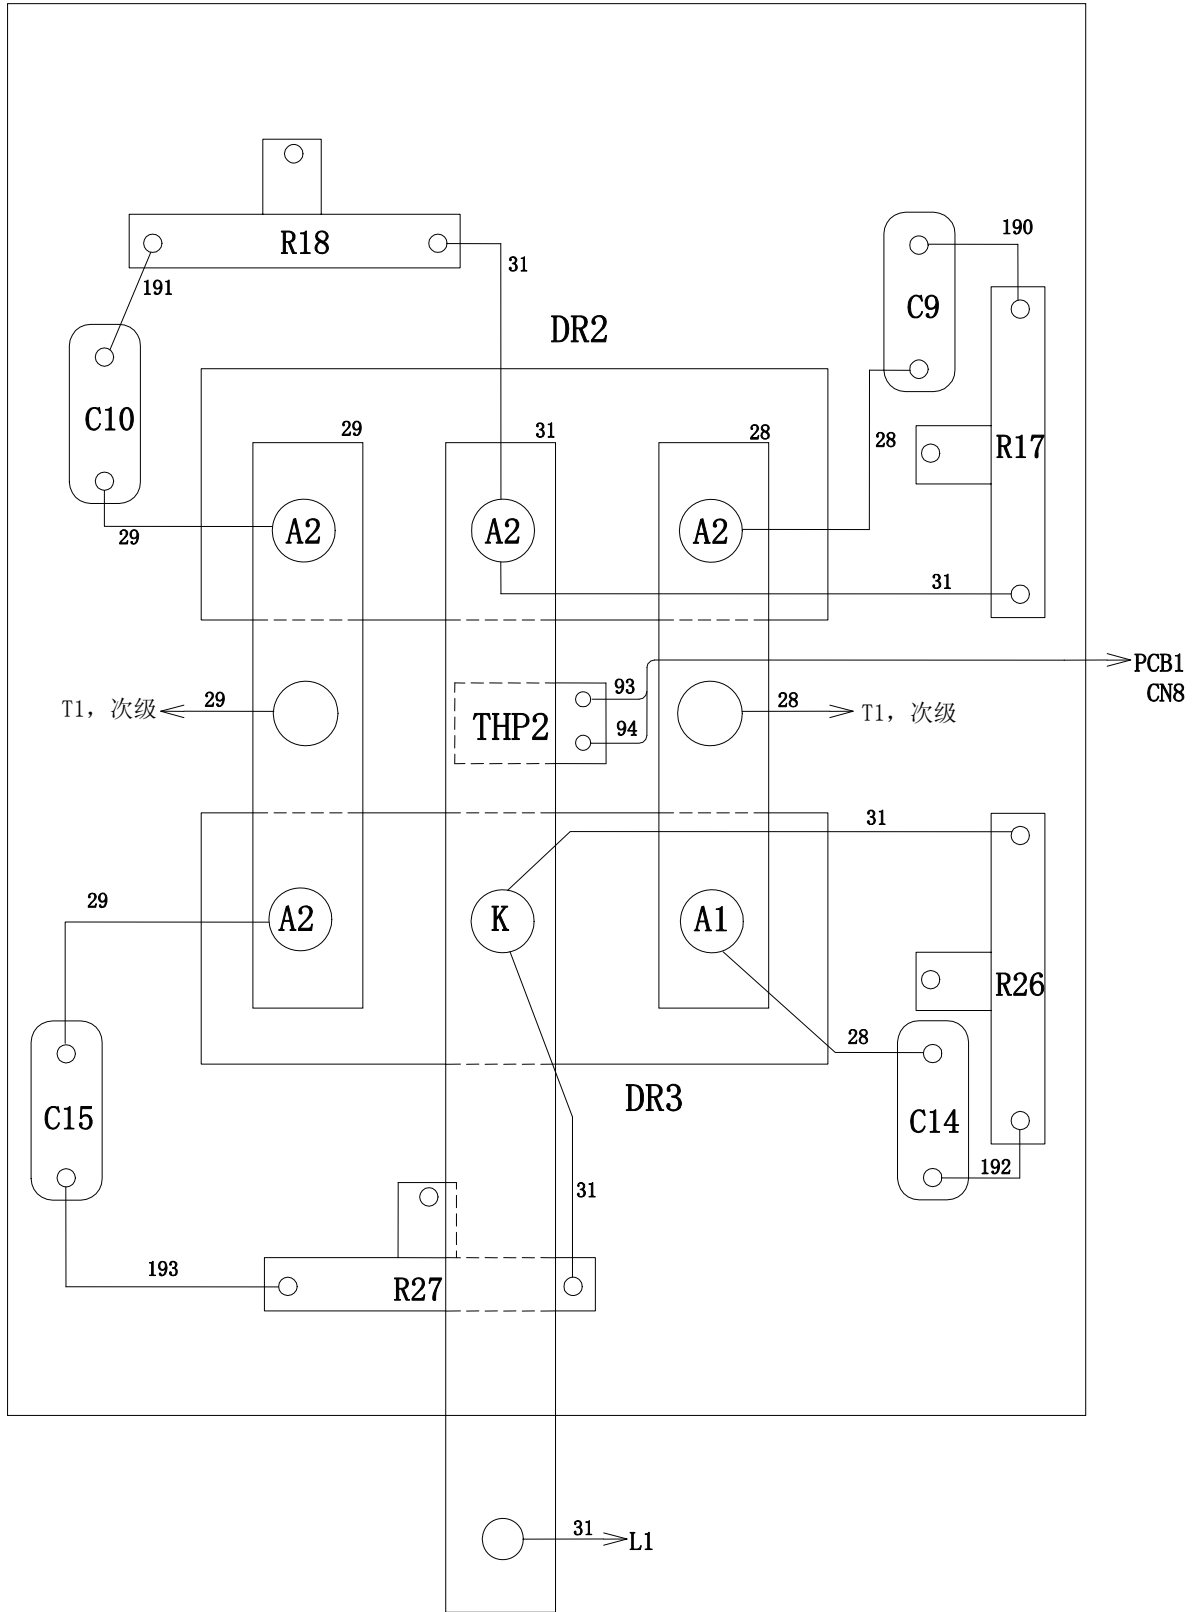 R18
191
31
190
C9
DR2
C10
29
31
28
28
R17
A2
A2
A2
29
31
PCB1
CN8
T1, 次级
29
93
THP2
94
28
T1, 次级
31
29
A2
K
A1
R26
28
C15
DR3
C14
192
31
193
R27
31
L1